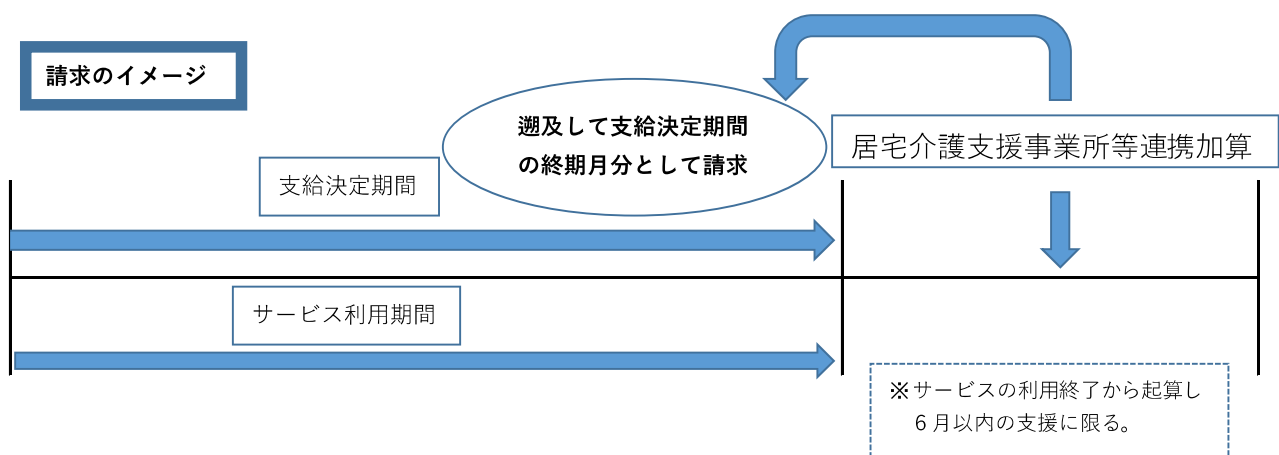 請求のイメージ
遡及して支給決定期間
の終期月分として請求
居宅介護支援事業所等連携加算
支給決定期間
サービス利用期間
※サービスの利用終了から起算し
６月以内の支援に限る。